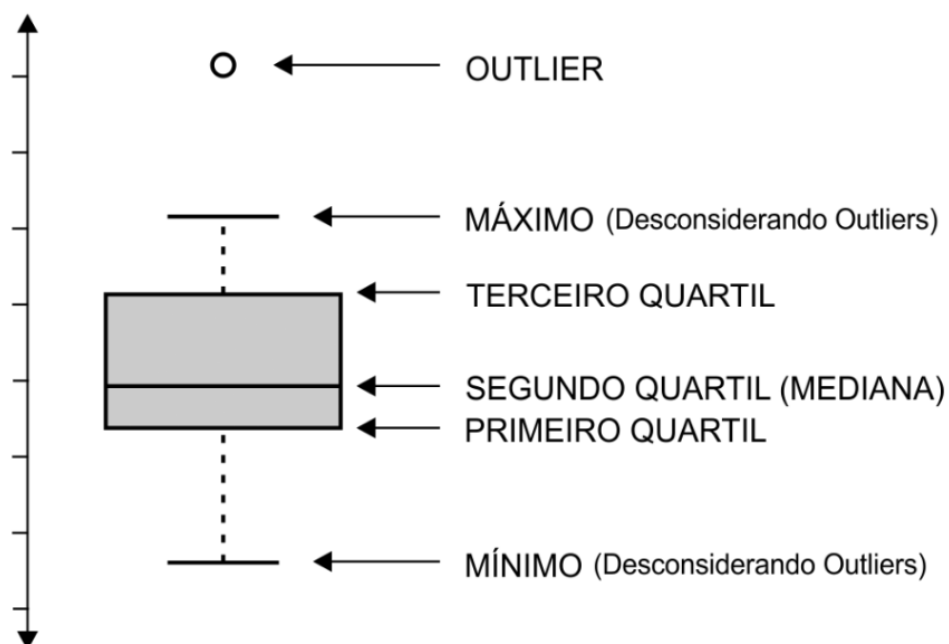 OUTLIER
MÁXIMO (Desconsiderando Outliers)
TERCEIRO QUARTIL
SEGUNDO QUARTIL (MEDIANA)
PRIMEIRO QUARTIL
MÍNIMO (Desconsiderando Outliers)